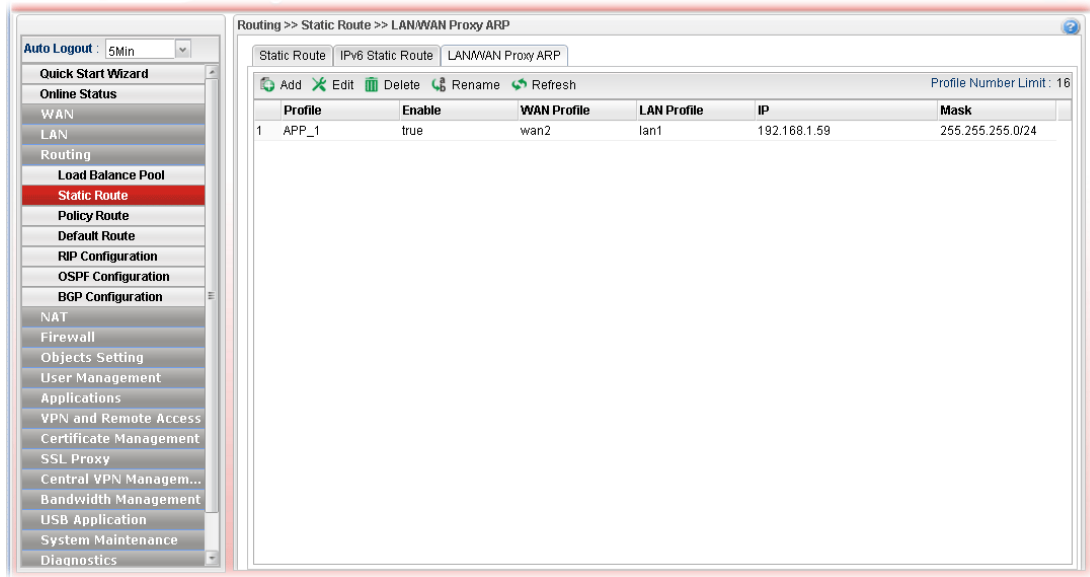 Routing >> Static Route >> LAN/WAN Proxy ARP
Auto Logout : 5Min
Quick Start Wizard
Online Status
WAN
LAN
Routing
Load Balance Pool
Static Route
Policy Route
Default Route
RIP Configuration
OSPF Configuration
BGP Configuration
NAT
Firewall
Objects Setting
User Management
Applications
VPN and Remote Access
Certificate Management
SSL Proxy
Central VPN Managem...
Bandwidth Management
USB Application
System Maintenance
Diagnostics
Static Route IPv6 Static Route LAN/WAN Proxy ARP
Add Edit Delete Rename Refresh Profile Number Limit : 16
Profile Enable WAN Profile LAN Profile IP Mask
1 APP_1 true wan2 lan1 192.168.1.59 255.255.255.0/24